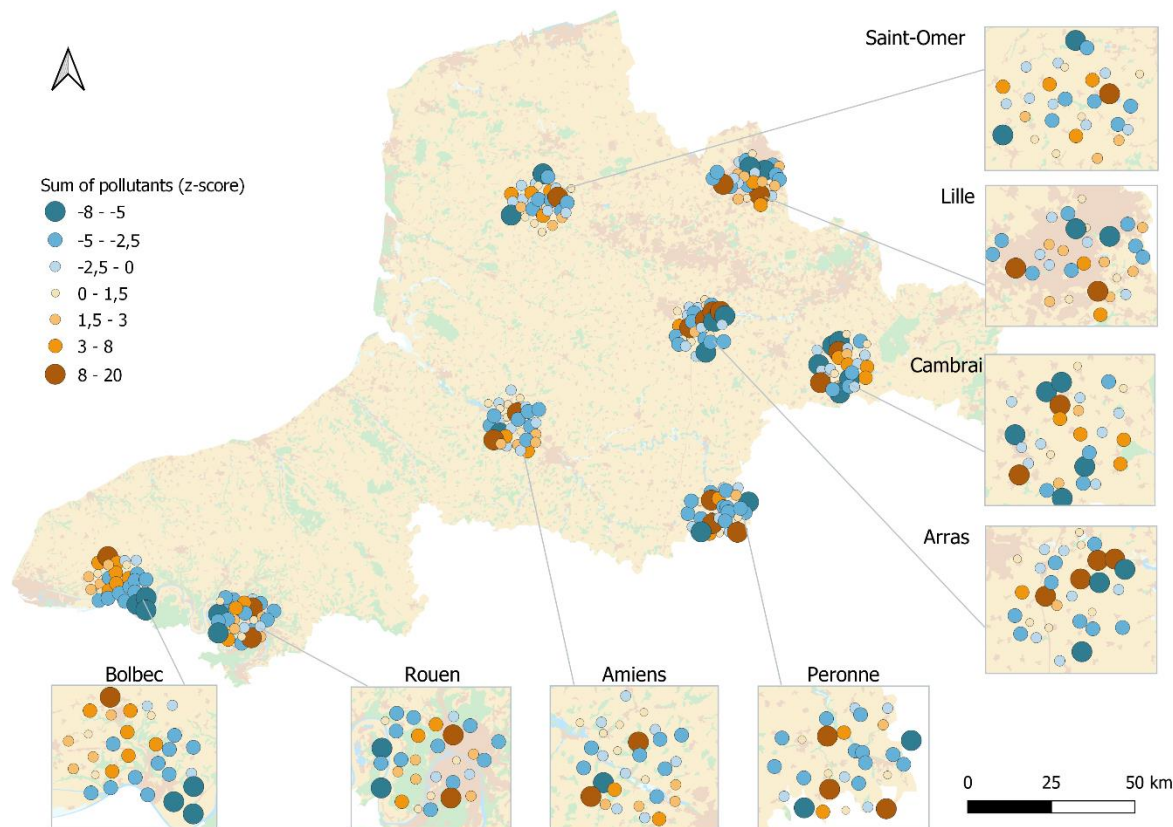 Saint-Omer
Sum of pollutants (z-score)
-8 - -5
-5 - -2,5
-2,5 - 0
0 - 1,5
1,5 - 3
3 - 8
8 - 20
Lille
Cambrai
Arras
Bolbec
Rouen
Amiens
Peronne
0 25 50 km